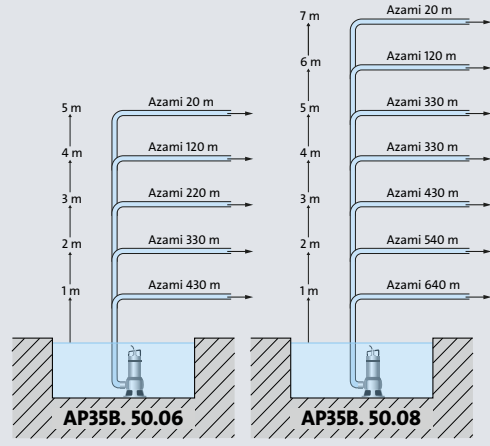 5 m
Azami 20 m
4 m
Azami 120 m
3 m
Azami 220 m
2 m
Azami 330 m
1 m
Azami 430 m
AP35B. 50.06
7 m
Azami 20 m
6 m
Azami 120 m
5 m
Azami 330 m
4 m
Azami 330 m
3 m
Azami 430 m
2 m
Azami 540 m
1 m
Azami 640 m
AP35B. 50.08